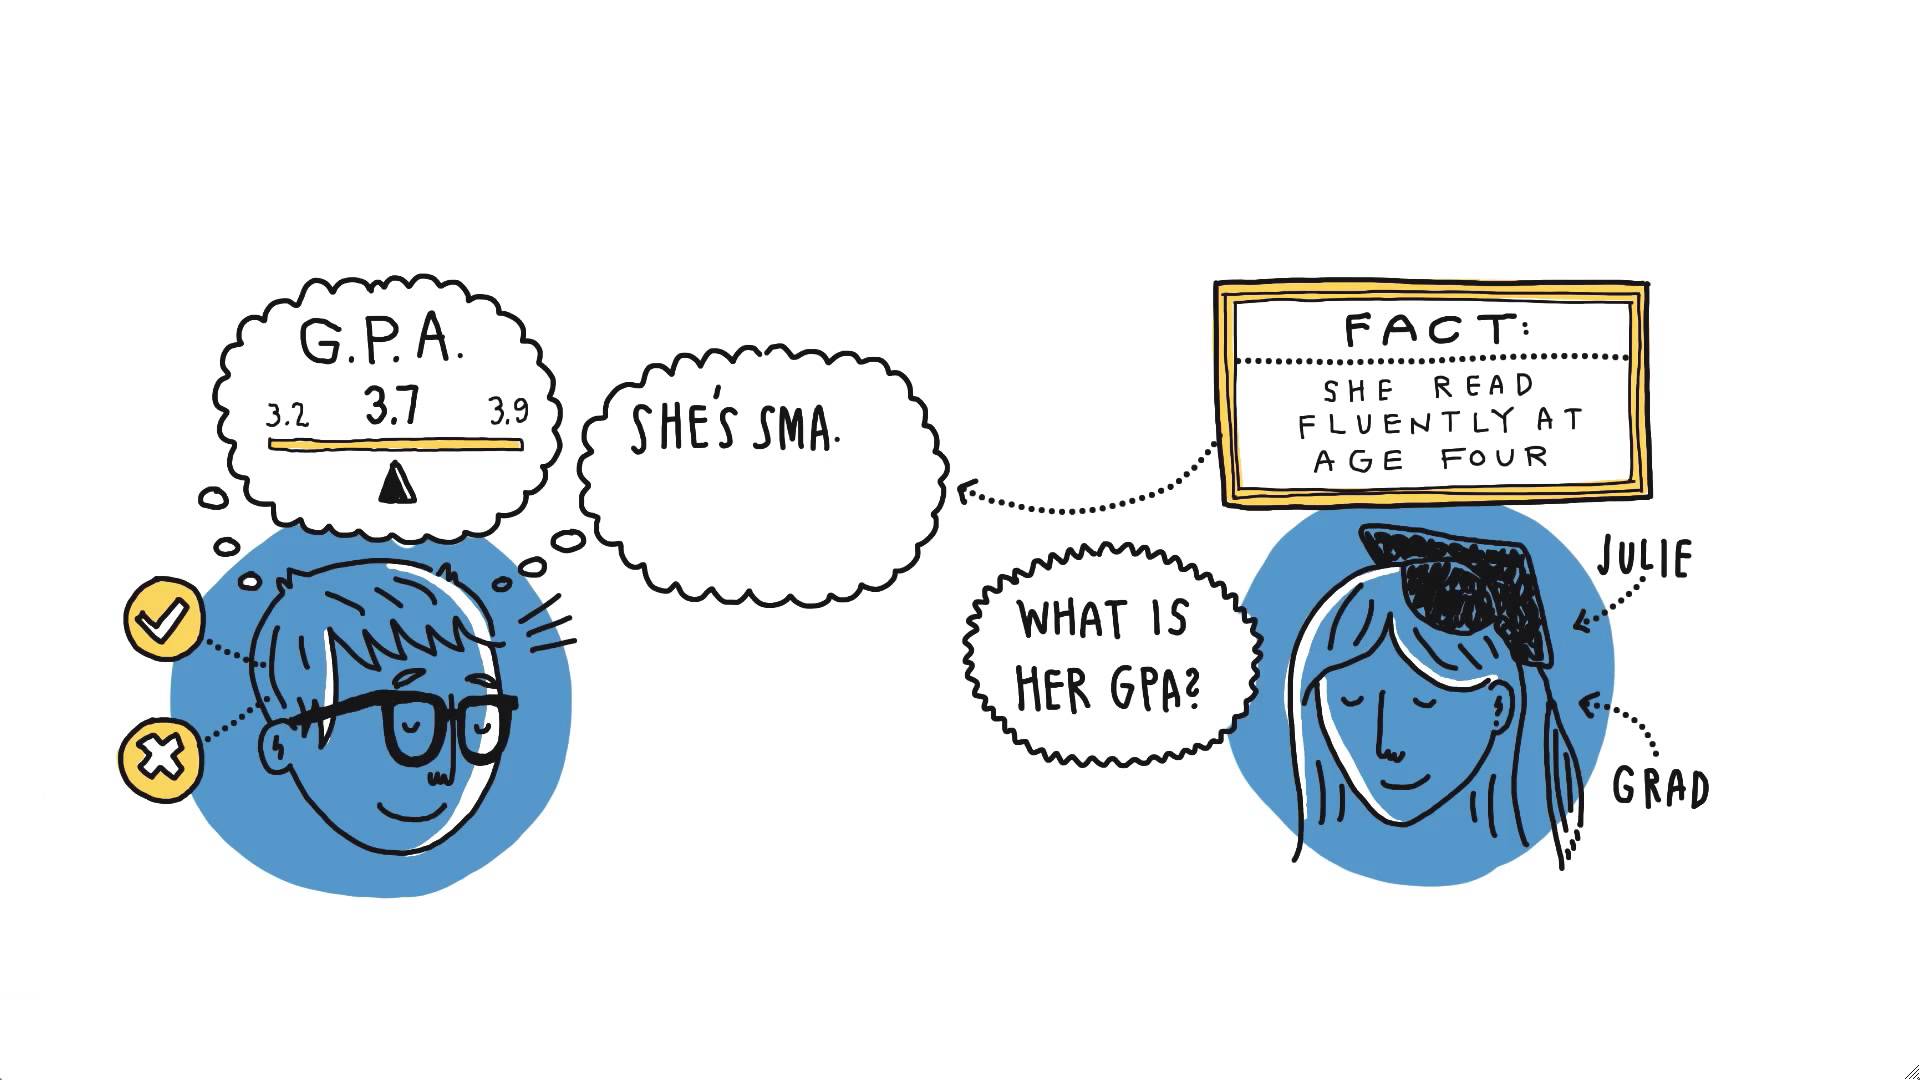 G.P.A.
3.2 3.7 3.9
SHE'S SMA.
FACT:
SHE READ
FLUENTLY AT
AGE FOUR
WHAT IS
HER GPA?
JULIE
GRAD